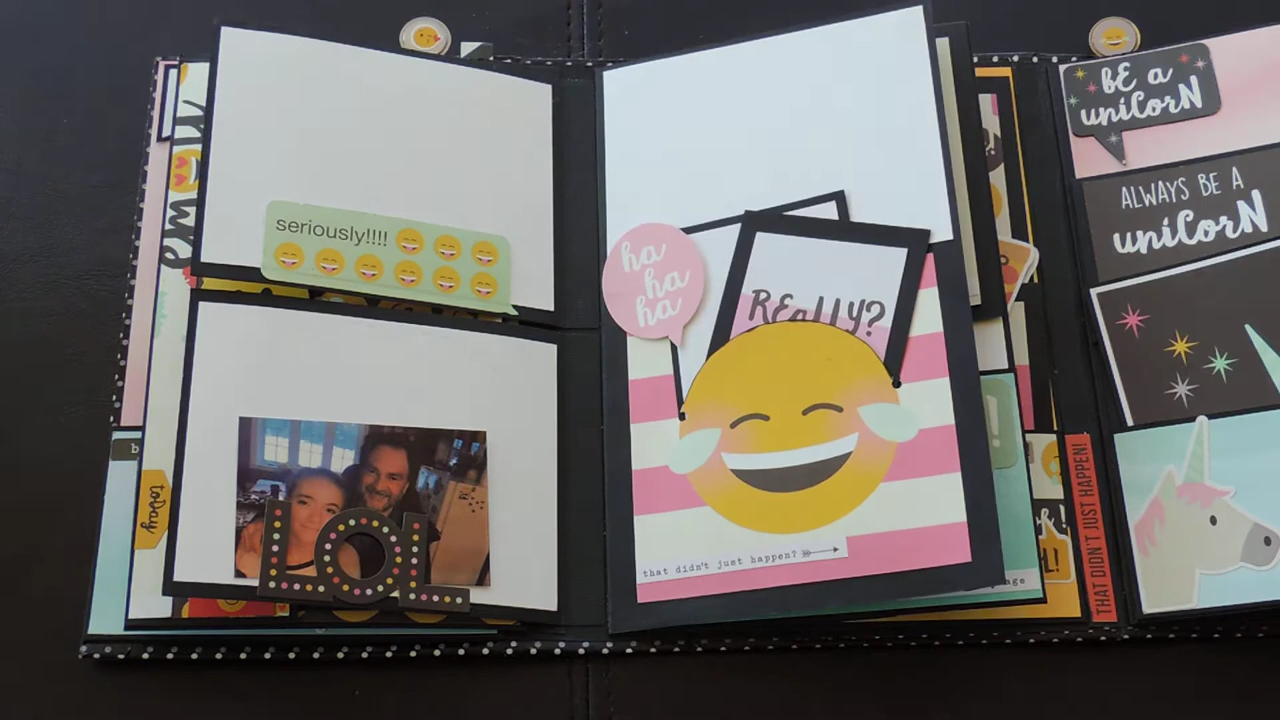 seriously!!!!
LOL
today
ha
ha
ha
REally?
that didn't just happen?
THAT DIDN'T JUST HAPPEN!
bE a
uniCorN
ALWAYS BE A
uniCorN